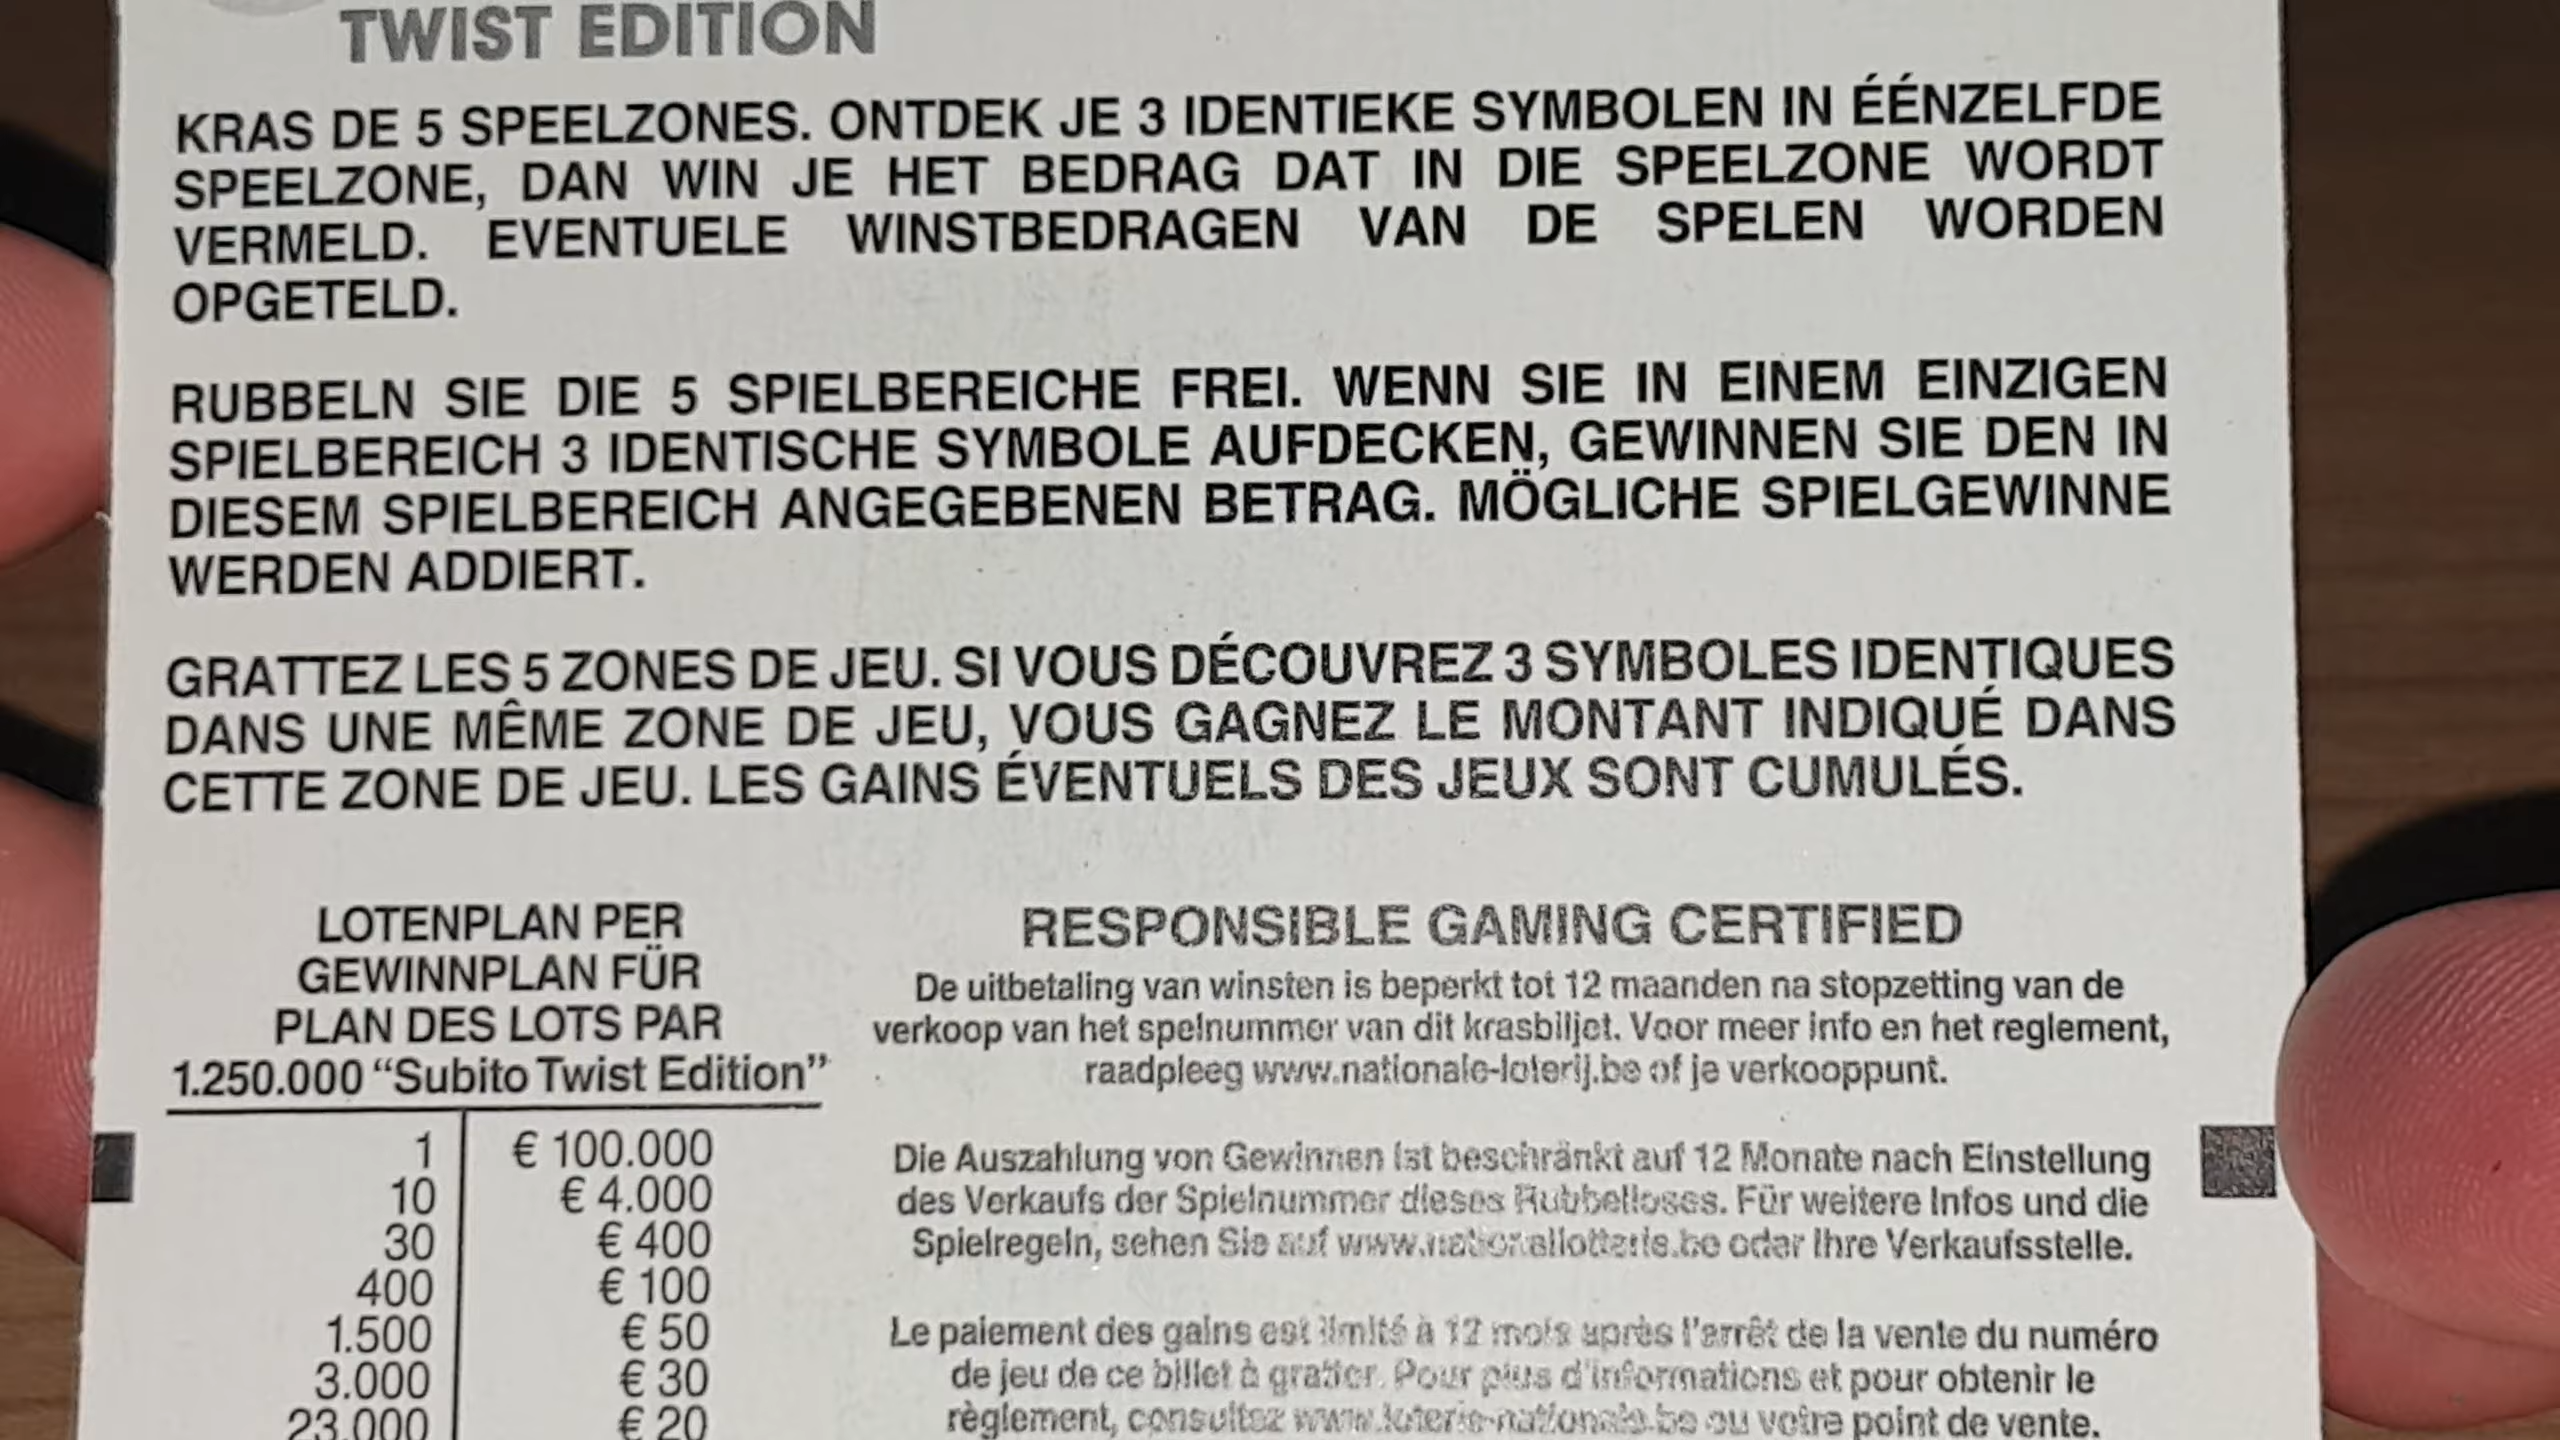 TWIST EDITION
KRAS DE 5 SPEELZONES. ONTDEK JE 3 IDENTIEKE SYMBOLEN IN ÉÉNZELFDE
SPEELZONE, DAN WIN JE HET BEDRAG DAT IN DIE SPEELZONE WORDT
VERMELD. EVENTUELE WINSTBEDRAGEN VAN DE SPELEN WORDEN
OPGETELD.
RUBBELN SIE DIE 5 SPIELBEREICHE FREI. WENN SIE IN EINEM EINZIGEN
SPIELBEREICH 3 IDENTISCHE SYMBOLE AUFDECKEN, GEWINNEN SIE DEN IN
DIESEM SPIELBEREICH ANGEGEBENEN BETRAG. MÖGLICHE SPIELGEWINNE
WERDEN ADDIERT.
GRATTEZ LES 5 ZONES DE JEU. SI VOUS DÉCOUVREZ 3 SYMBOLES IDENTIQUES
DANS UNE MÊME ZONE DE JEU, VOUS GAGNEZ LE MONTANT INDIQUÉ DANS
CETTE ZONE DE JEU. LES GAINS ÉVENTUELS DES JEUX SONT CUMULÉS.
LOTENPLAN PER
GEWINNPLAN FÜR
PLAN DES LOTS PAR
1.250.000 “Subito Twist Edition”
1 € 100.000
10 € 4.000
30 € 400
400 € 100
1.500 € 50
3.000 € 30
23.000 € 20
RESPONSIBLE GAMING CERTIFIED
De uitbetaling van winsten is beperkt tot 12 maanden na stopzetting van de
verkoop van het spelnummer van dit krasbiljet. Voor meer info en het reglement,
raadpleeg www.nationale-loterij.be of je verkooppunt.
Die Auszahlung von Gewinnen ist beschränkt auf 12 Monate nach Einstellung
des Verkaufs der Spielnummer dieses Rubbelloses. Für weitere Infos und die
Spielregeln, sehen Sie auf www.nationallotterie.be oder Ihre Verkaufsstelle.
Le paiement des gains est limité à 12 mois après l'arrêt de la vente du numéro
de jeu de ce billet à gratter. Pour plus d'informations et pour obtenir le
règlement, consultez www.loterie-nationale.be ou votre point de vente.